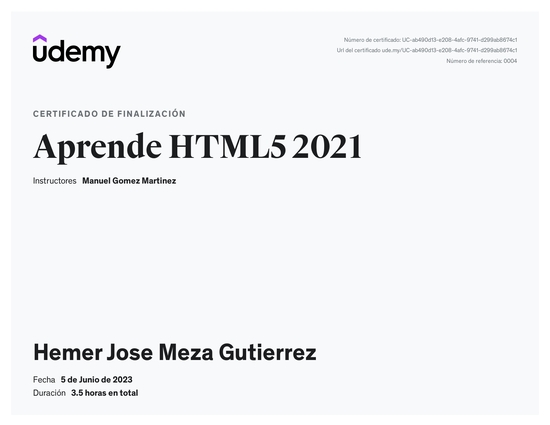 udemy
Número de certificado: UC-ab490d13-e208-4afc-9741-d299ab8674c1
Url del certificado ude.my/UC-ab490d13-e208-4afc-9741-d299ab8674c1
Número de referencia: 0004
CERTIFICADO DE FINALIZACIÓN
Aprende HTML5 2021
Instructores Manuel Gomez Martinez
Hemer Jose Meza Gutierrez
Fecha 5 de Junio de 2023
Duración 3.5 horas en total